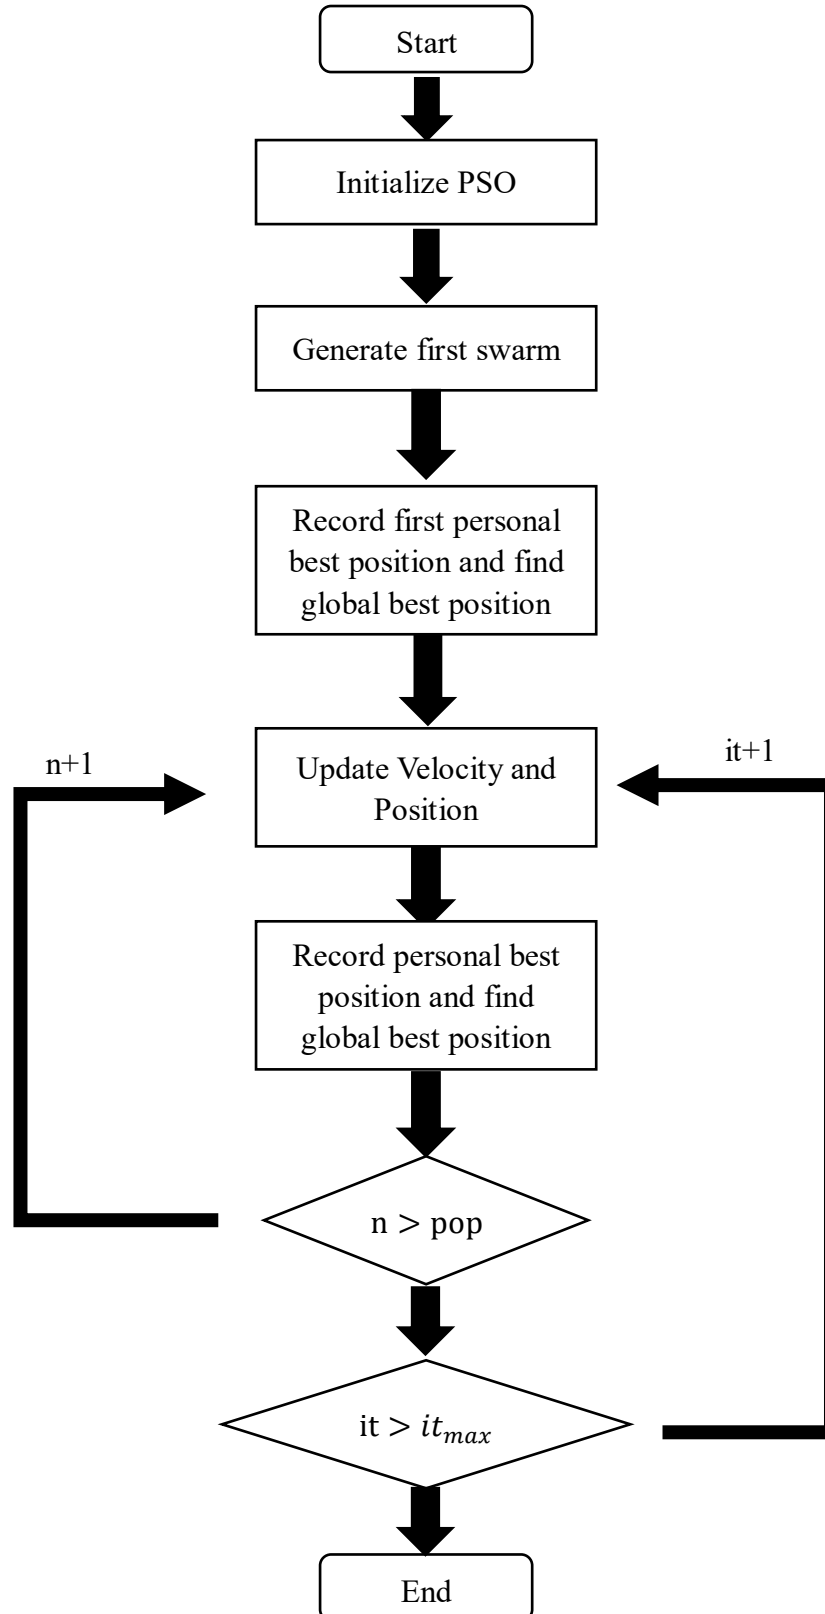 Start
Initialize PSO
Generate first swarm
Record first personal
best position and find
global best position
n+1
it+1
Update Velocity and
Position
Record personal best
position and find
global best position
n > pop
it > it_max
End